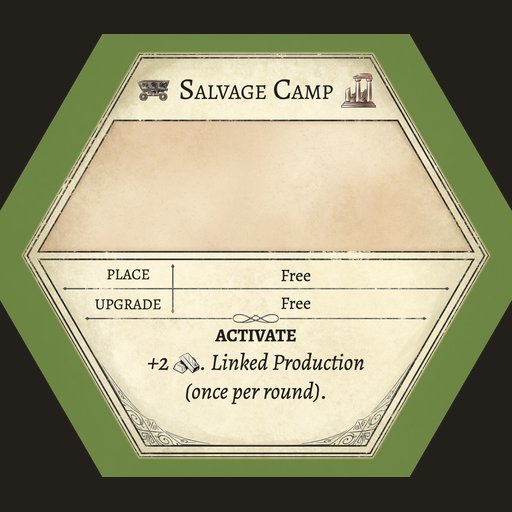 Salvage Camp
PLACE Free
UPGRADE Free
ACTIVATE
+2 . Linked Production
(once per round).